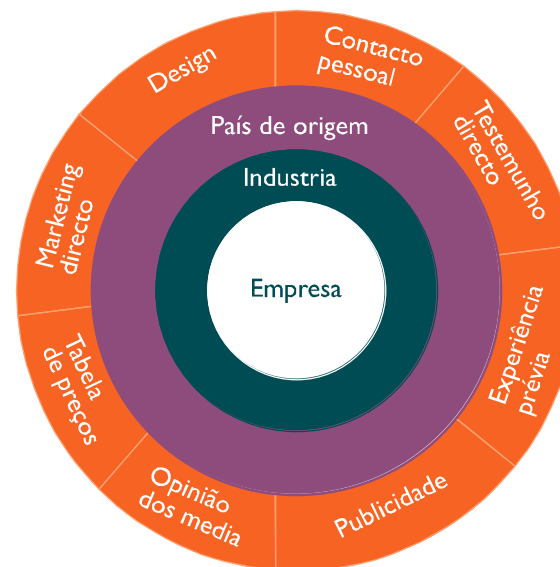 Design
Contacto
pessoal
Testemunho
directo
Experiência
prévia
Publicidade
Opinião
dos media
Tabela
de preços
Marketing
directo
País de origem
Industria
Empresa